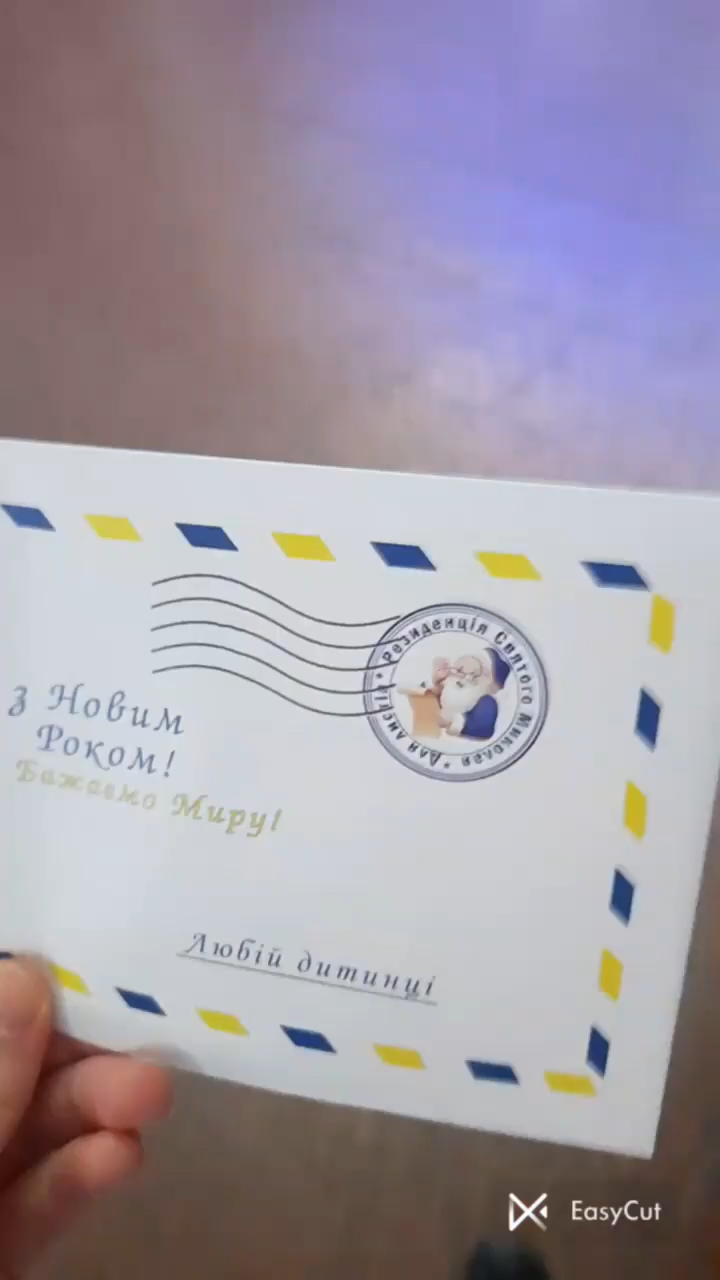 Резиденція Святого Миколая * Для листів *
З Новим
Роком!
Бажаємо Миру!
Любій дитинці
EasyCut